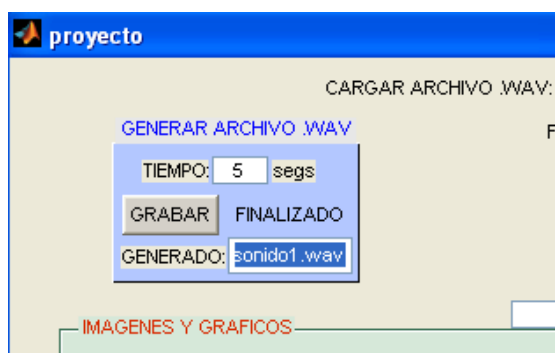 proyecto
CARGAR ARCHIVO .WAV:
GENERAR ARCHIVO .WAV
TIEMPO: 5 segs
GRABAR FINALIZADO
GENERADO: sonido1.wav
IMAGENES Y GRAFICOS